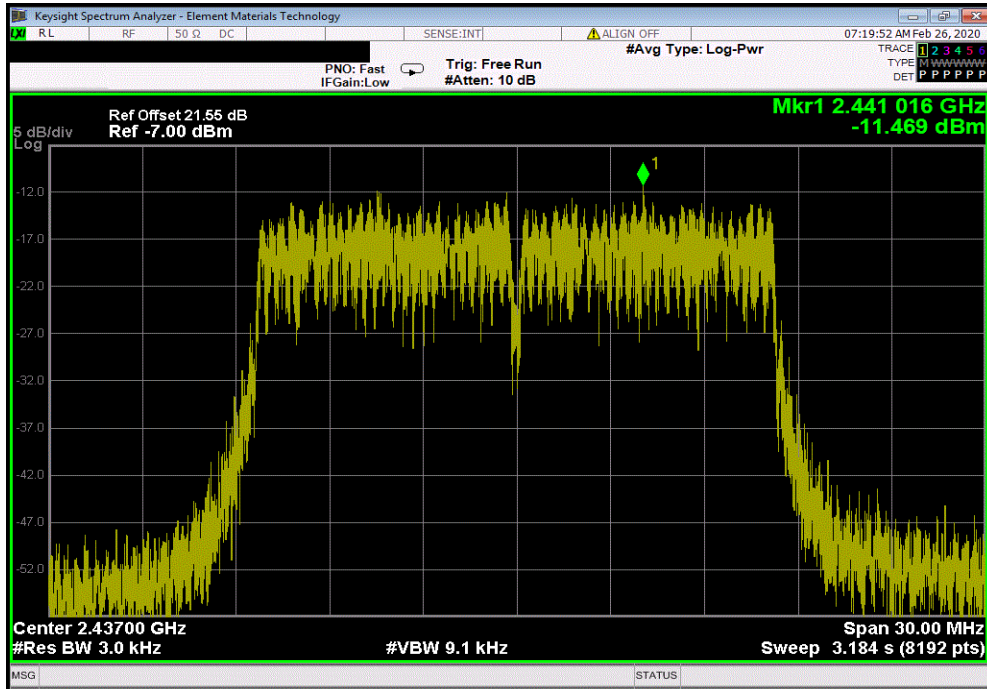 Keysight Spectrum Analyzer - Element Materials Technology
LXI RL RF 50 Ω DC SENSE:INT ALIGN OFF 07:19:52 AM Feb 26, 2020
#Avg Type: Log-Pwr TRACE 1 2 3 4 5 6
PNO: Fast Trig: Free Run TYPE M WWWWW
IFGain:Low #Atten: 10 dB DET P P P P P P
Mkr1 2.441 016 GHz
Ref Offset 21.55 dB
-11.469 dBm
5 dB/div Ref -7.00 dBm
Log
1
-12.0
-17.0
-22.0
-27.0
-32.0
-37.0
-42.0
-47.0
-52.0
Center 2.43700 GHz Span 30.00 MHz
#Res BW 3.0 kHz #VBW 9.1 kHz Sweep 3.184 s (8192 pts)
MSG STATUS